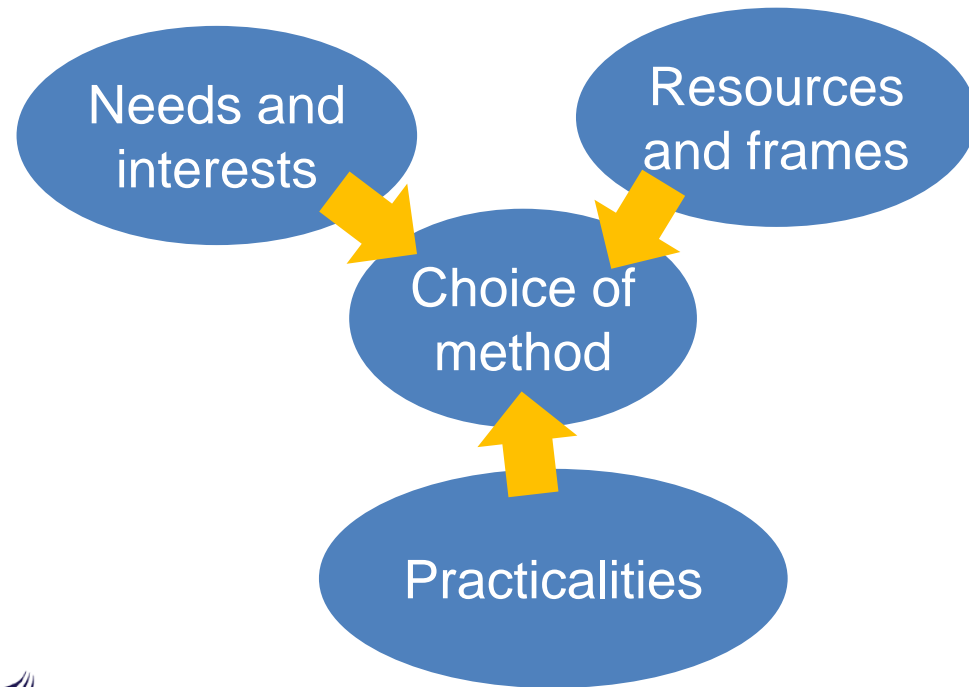 Needs and
interests
Resources
and frames
Choice of
method
Practicalities